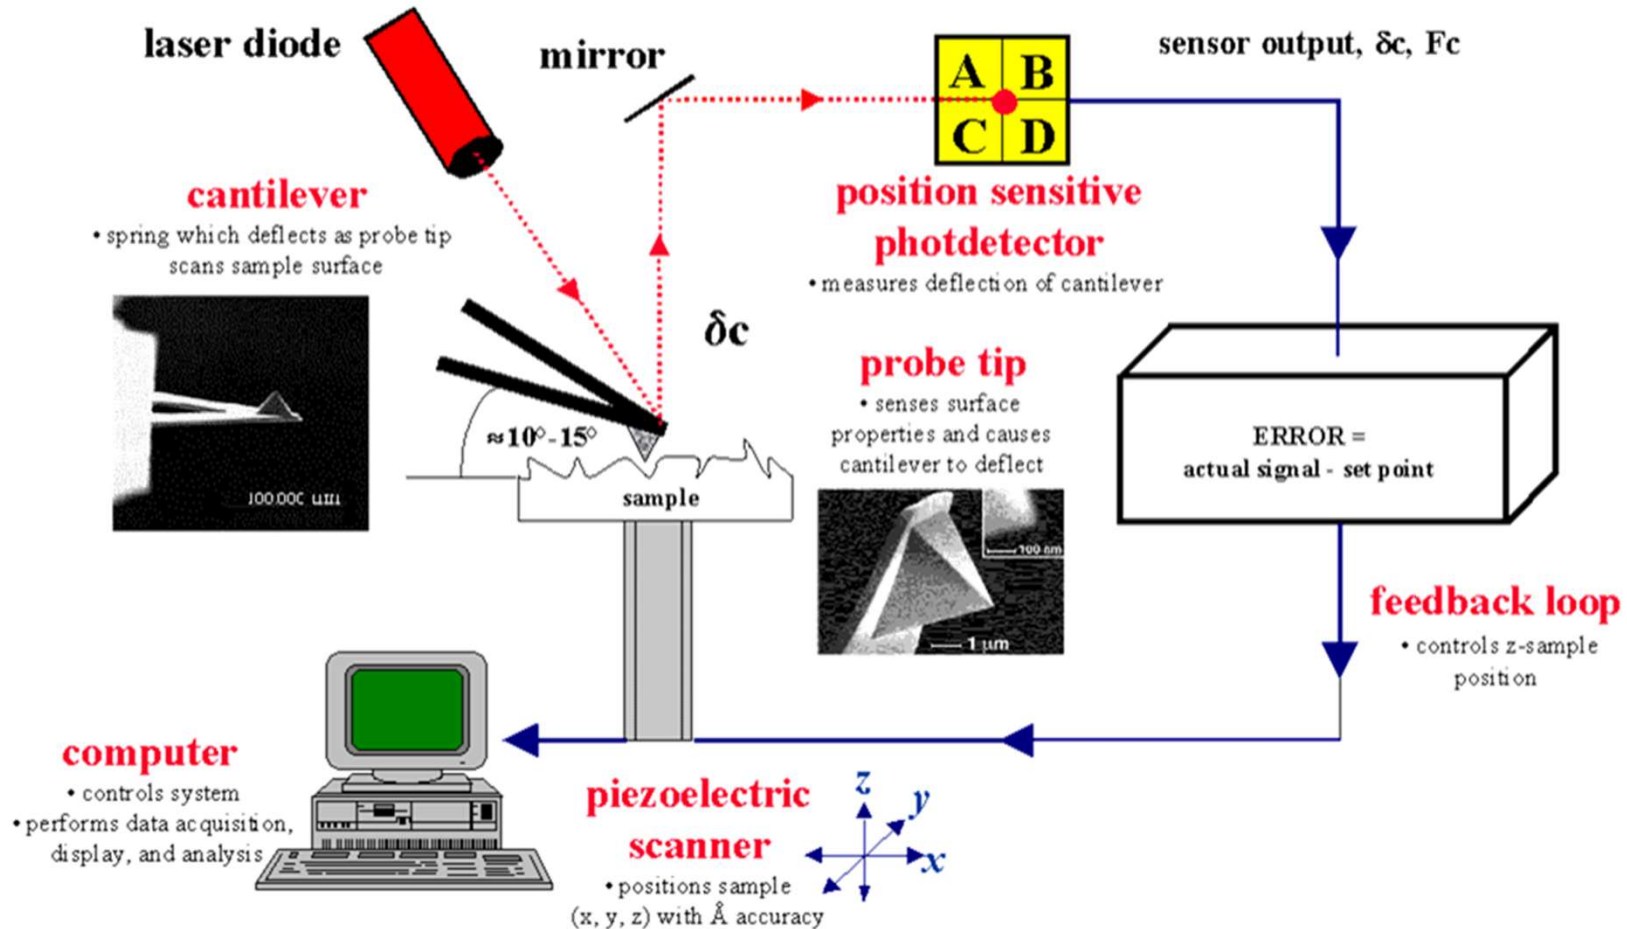 laser diode
mirror
A B
C D
sensor output, δc, Fc
cantilever
• spring which deflects as probe tip
scans sample surface
100.000 um
position sensitive
photdetector
• measures deflection of cantilever
δc
≈10°-15°
sample
probe tip
• senses surface
properties and causes
cantilever to deflect
100 nm
1 µm
ERROR =
actual signal - set point
feedback loop
• controls z-sample
position
computer
• controls system
• performs data acquisition,
display, and analysis
piezoelectric
scanner
• positions sample
(x, y, z) with Å accuracy
z
y
x